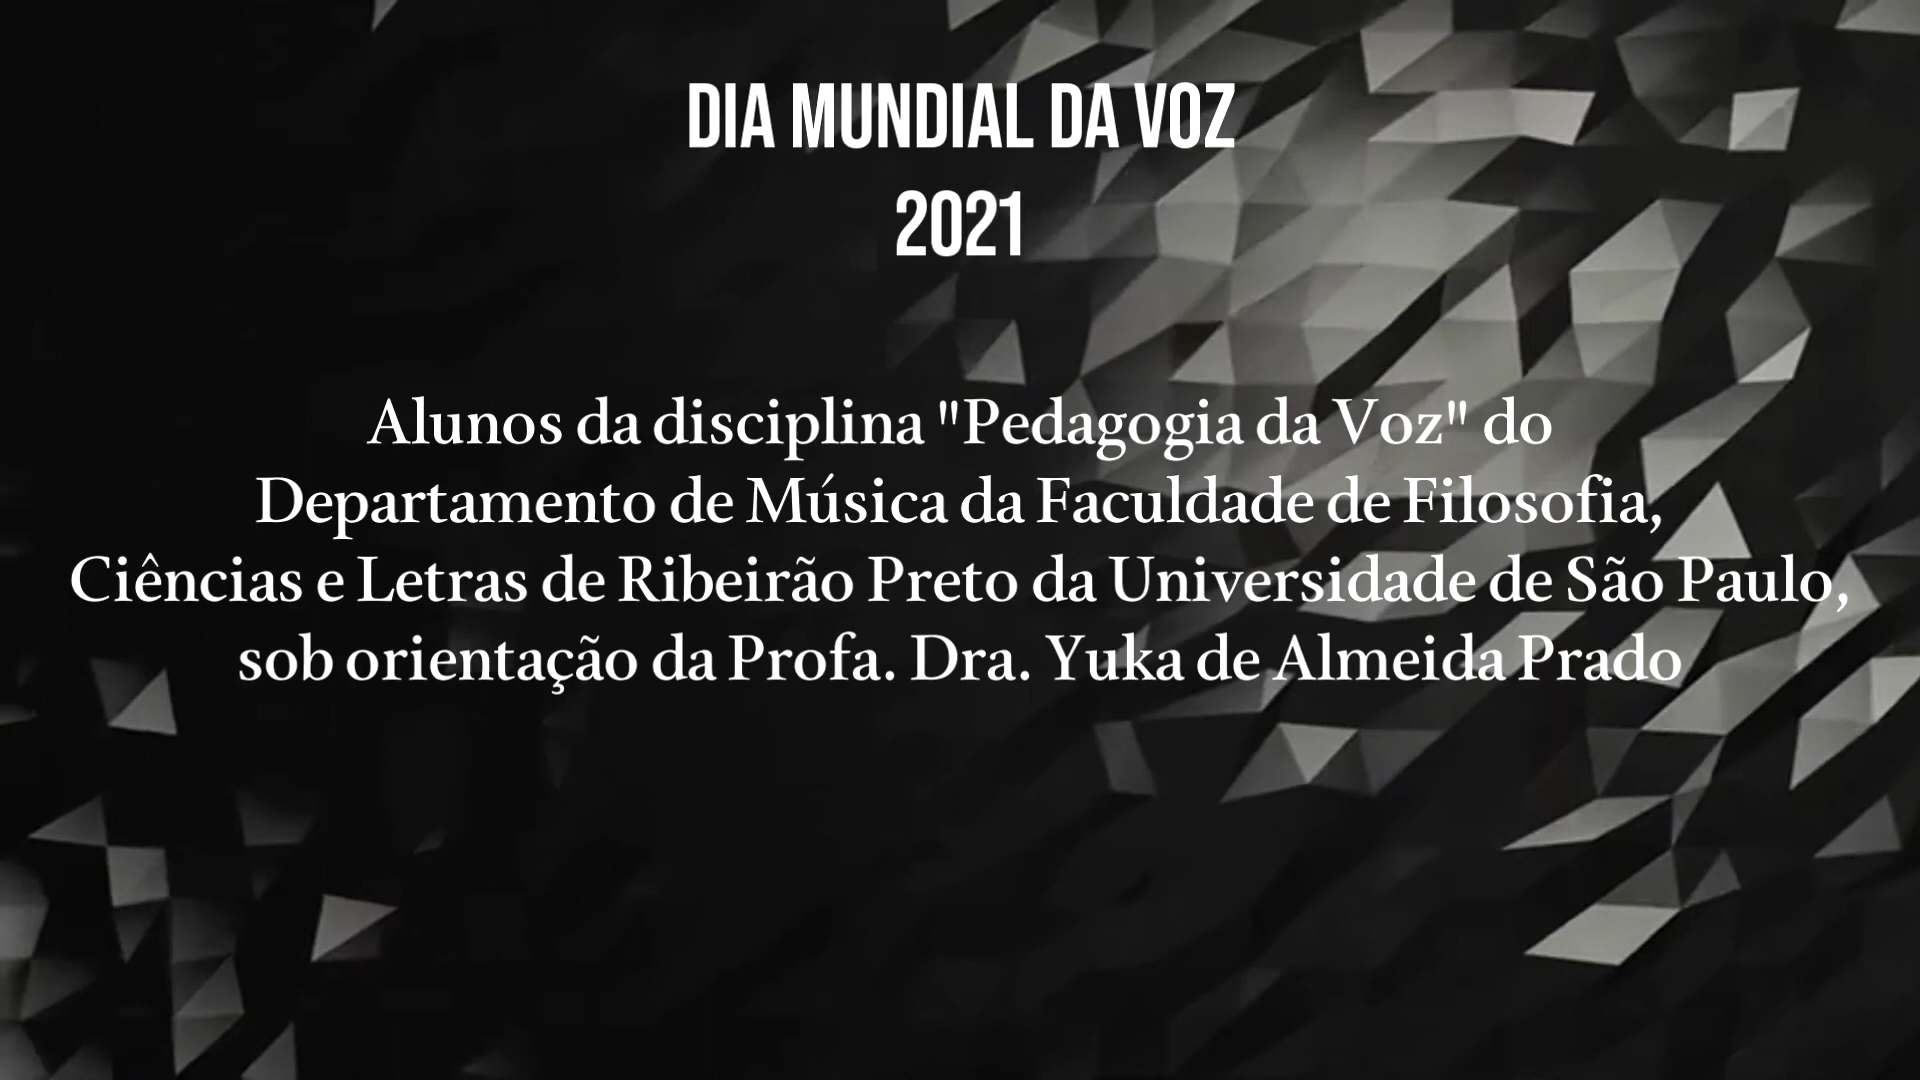 DIA MUNDIAL DA VOZ
2021
Alunos da disciplina "Pedagogia da Voz" do
Departamento de Música da Faculdade de Filosofia,
Ciências e Letras de Ribeirão Preto da Universidade de São Paulo,
sob orientação da Profa. Dra. Yuka de Almeida Prado